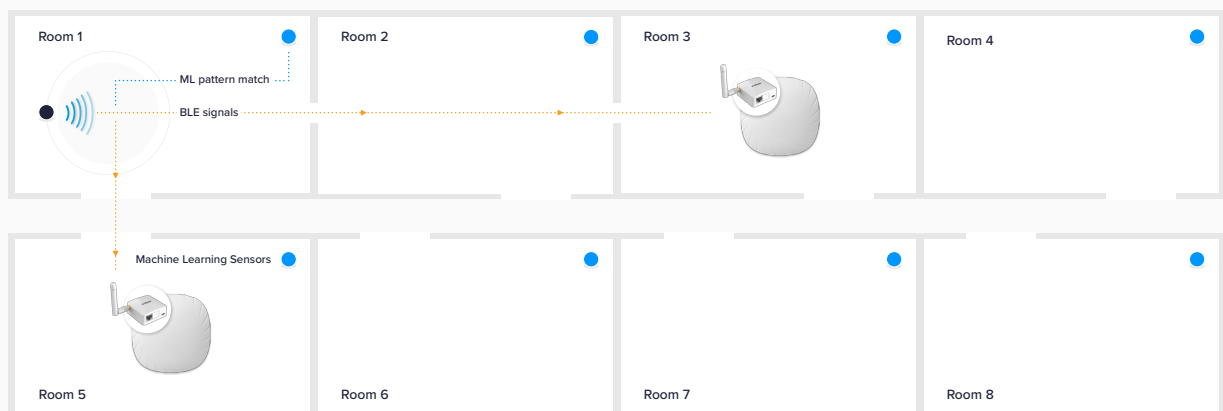 Room 1
Room 2
Room 3
Room 4
ML pattern match
BLE signals
Machine Learning Sensors
Room 5
Room 6
Room 7
Room 8